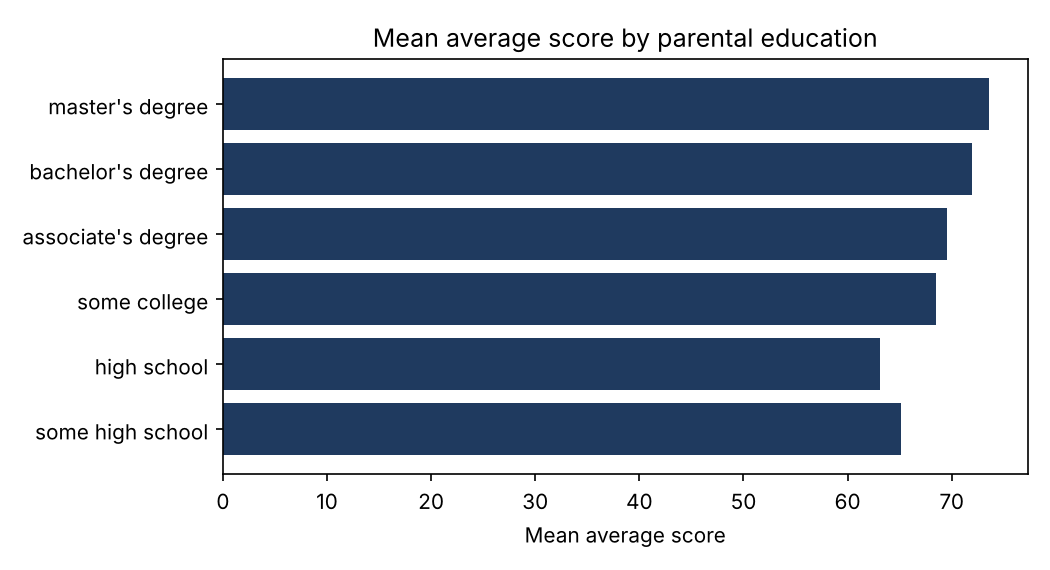 Mean average score by parental education
master's degree
bachelor's degree
associate's degree
some college
high school
some high school
0 10 20 30 40 50 60 70
Mean average score